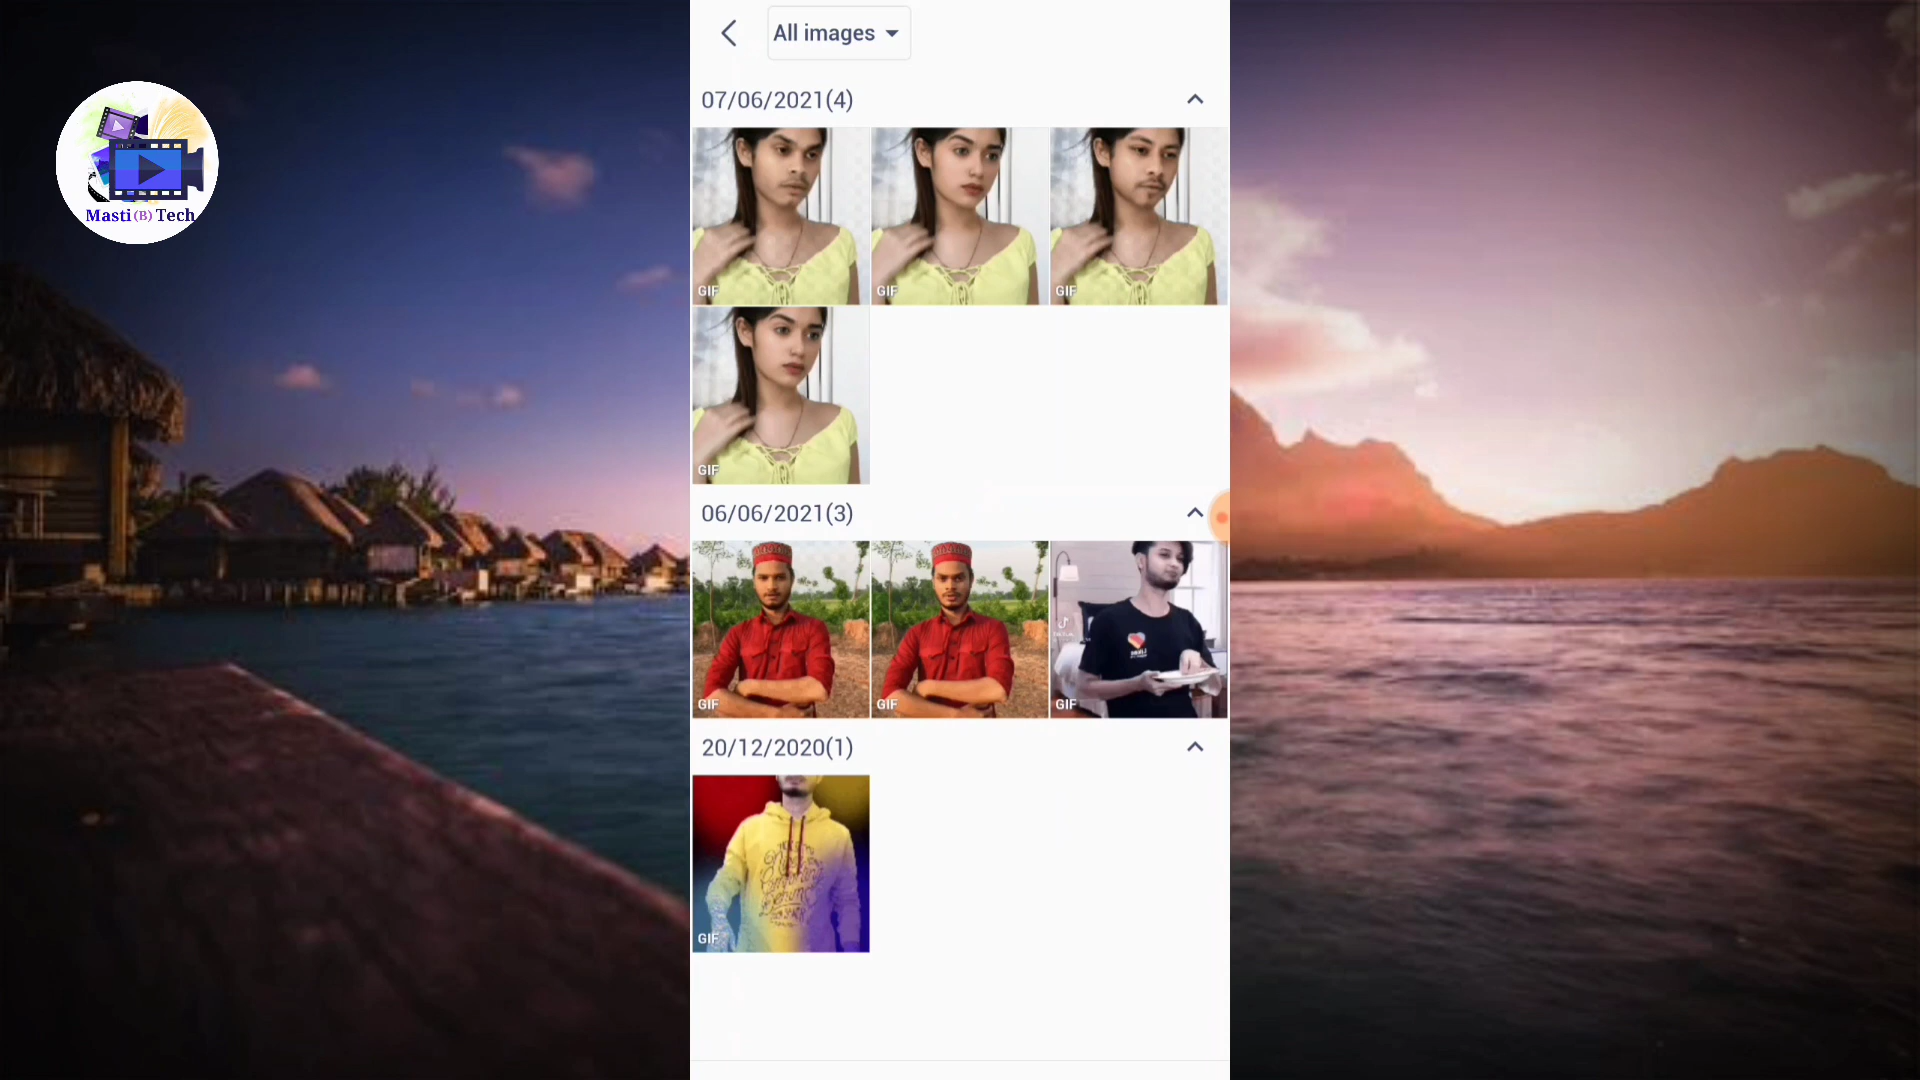 All images
Masti (B) Tech
07/06/2021(4)
GIF
GIF
GIF
GIF
06/06/2021(3)
GIF
GIF
GIF
20/12/2020(1)
GIF